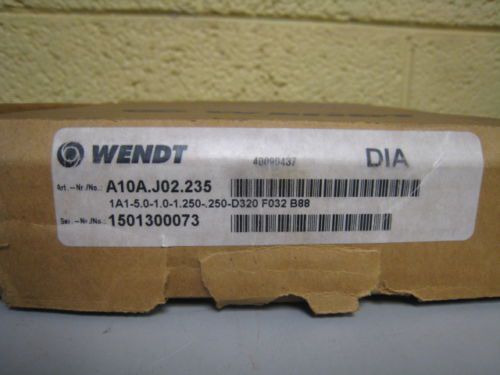 WENDT 40090437 DIA
Art.-Nr./No.: A10A.J02.235
1A1-5.0-1.0-1.250-.250-D320 F032 B88
Ser.-Nr./No.: 1501300073